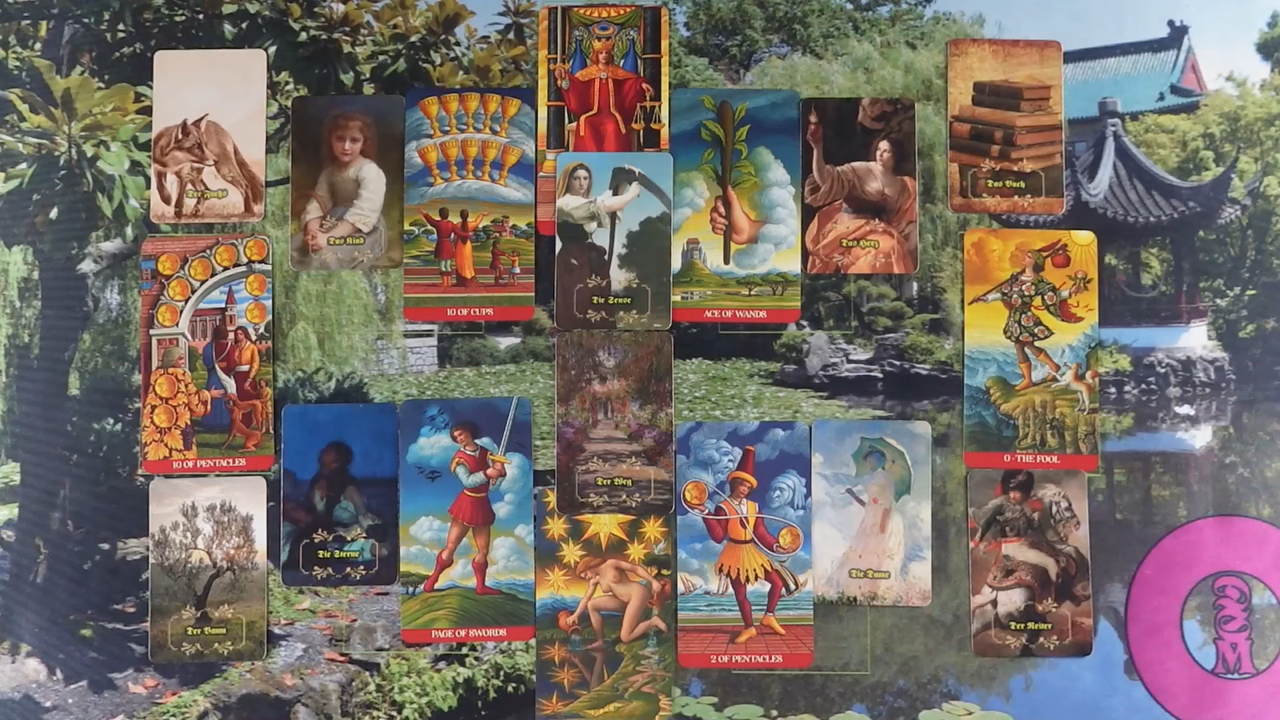 Der Fuchs
Das Kind
10 OF CUPS
Die Sense
ACE OF WANDS
Das Herz
Das Buch
10 OF PENTACLES
Die Sterne
PAGE OF SWORDS
Der Weg
2 OF PENTACLES
Die Dame
0 - THE FOOL
Der Baum
Der Reiter